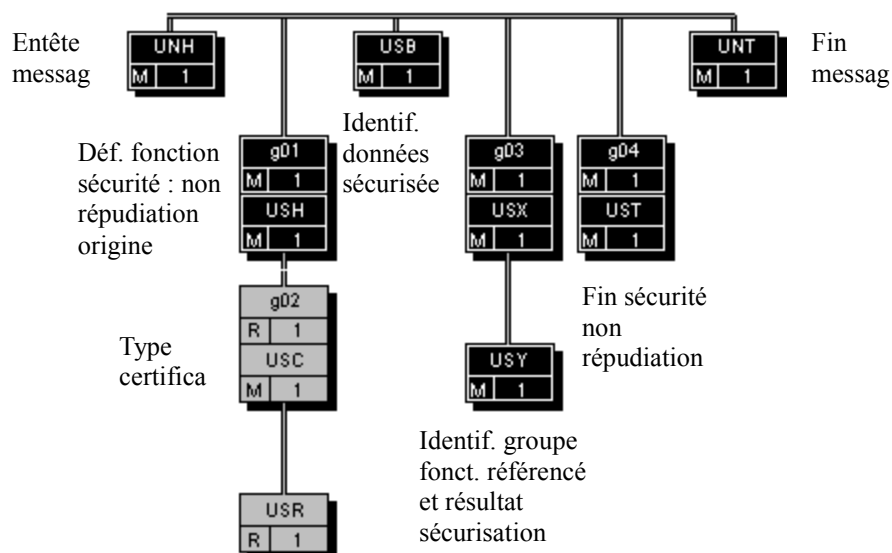 Entête
messag
UNH
M 1
USB
M 1
UNT
M 1
Fin
messag
Déf. fonction
sécurité : non
répudiation
origine
g01
M 1
USH
M 1
Identif.
données
sécurisée
g03
M 1
USX
M 1
g04
M 1
UST
M 1
Type
certifica
g02
R 1
USC
M 1
USY
M 1
Fin sécurité
non
répudiation
Identif. groupe
fonct. référencé
et résultat
sécurisation
USR
R 1